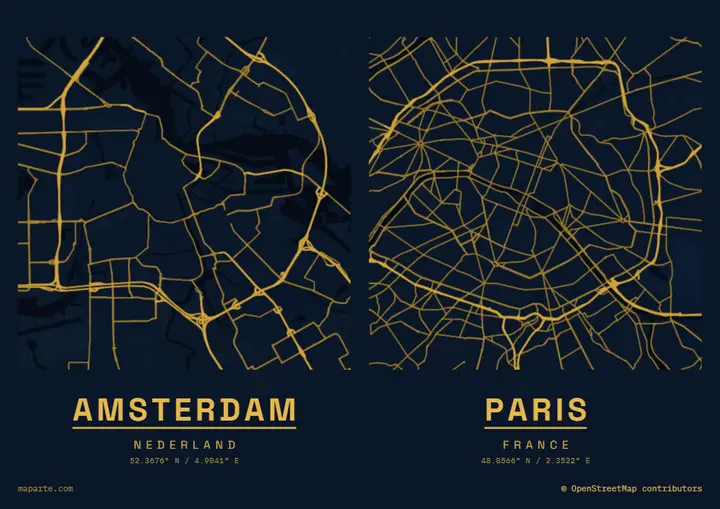 AMSTERDAM
NEDERLAND
52.3676° N / 4.9041° E
PARIS
FRANCE
48.8566° N / 2.3522° E
maparte.com
© OpenStreetMap contributors